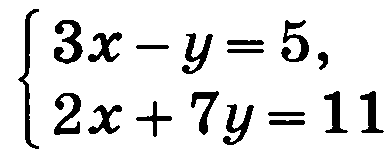 3x − y = 5,
2x + 7y = 11